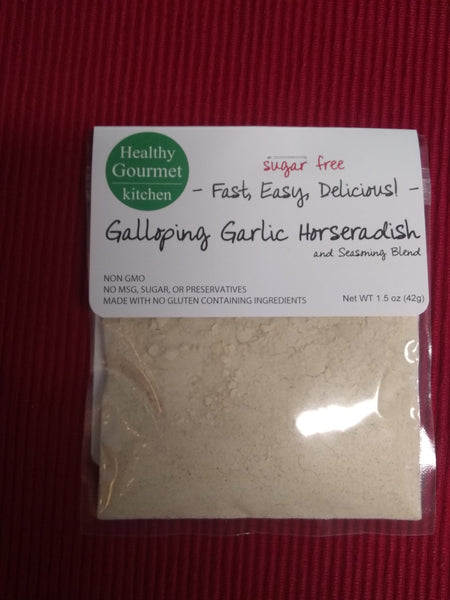 Healthy
Gourmet
kitchen
sugar free
- Fast, Easy, Delicious! -
Galloping Garlic Horseradish
and Seasoning Blend
NON GMO
NO MSG, SUGAR, OR PRESERVATIVES
MADE WITH NO GLUTEN CONTAINING INGREDIENTS
Net WT 1.5 oz (42g)